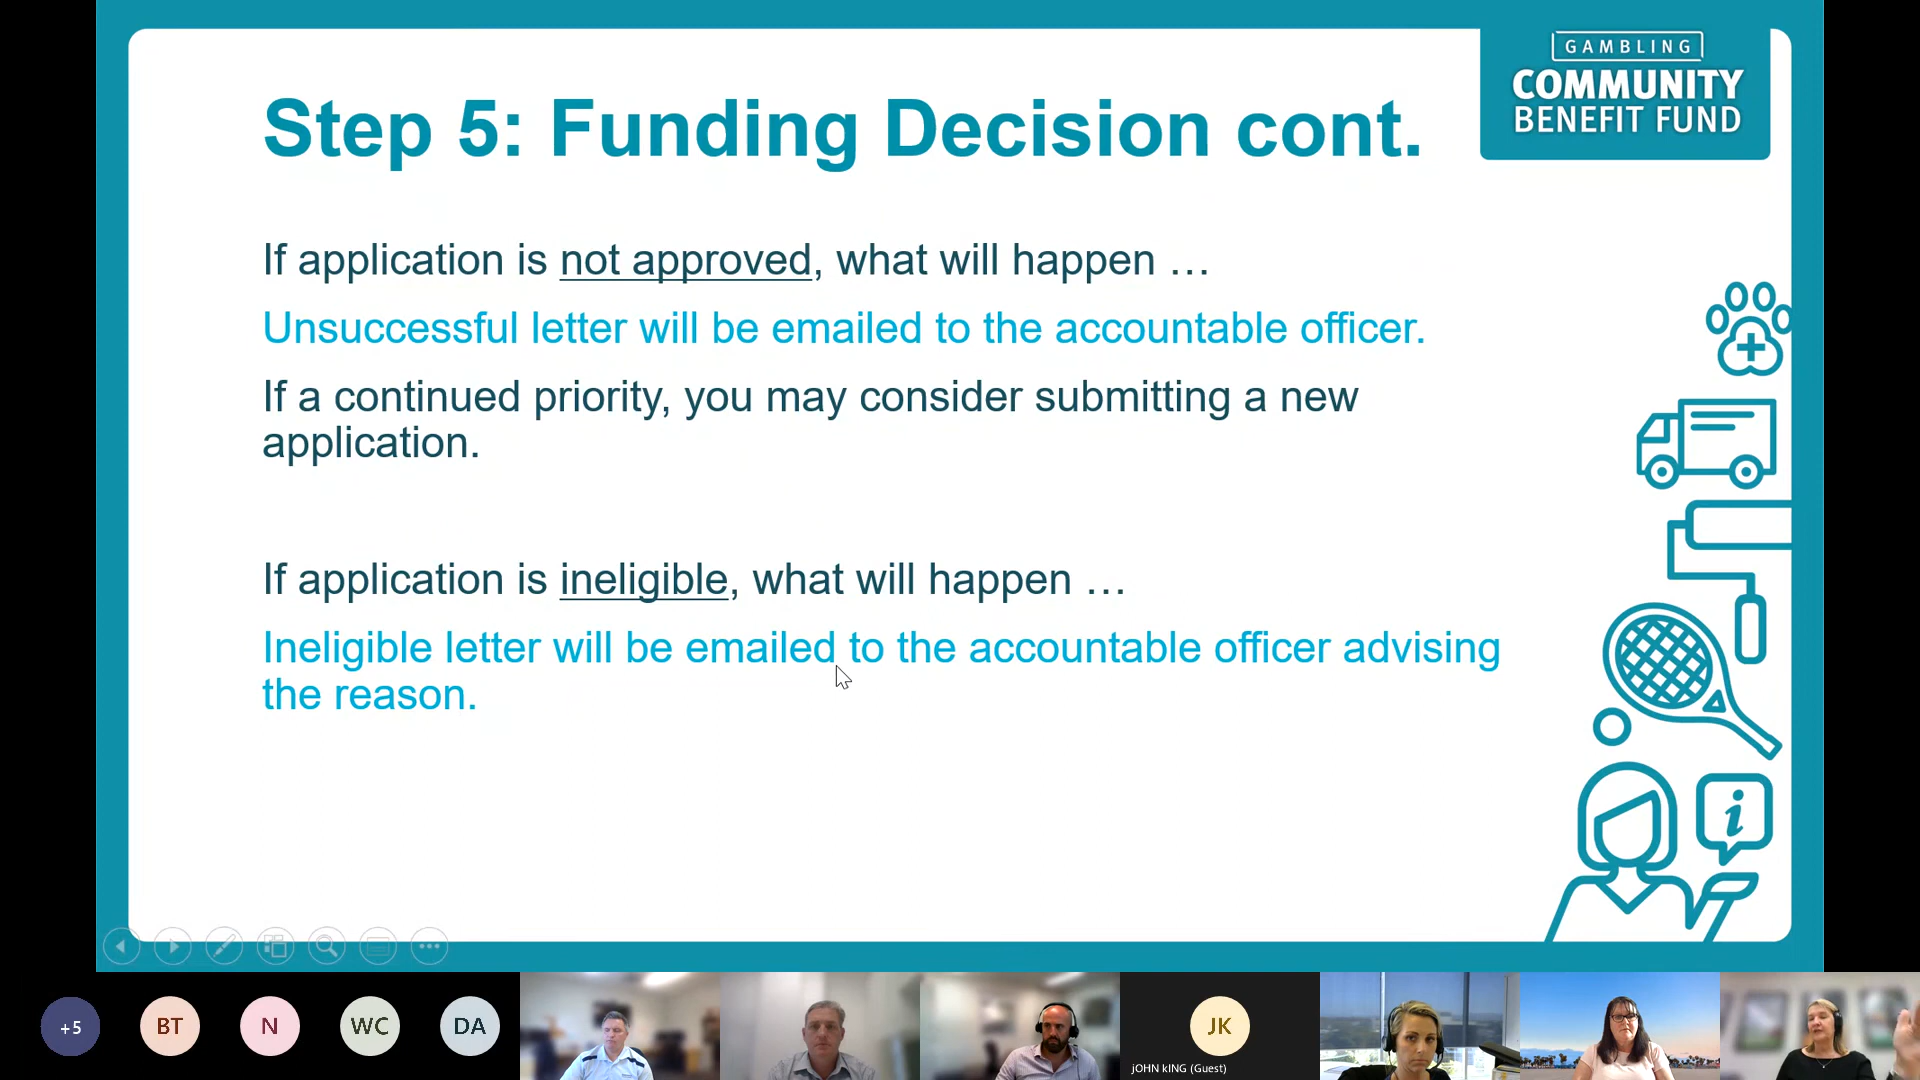 GAMBLING
COMMUNITY
BENEFIT FUND
Step 5: Funding Decision cont.
If application is not approved, what will happen …
Unsuccessful letter will be emailed to the accountable officer.
If a continued priority, you may consider submitting a new
application.
If application is ineligible, what will happen …
Ineligible letter will be emailed to the accountable officer advising
the reason.
i
+5
BT
N
WC
DA
JK
jOHN kING (Guest)